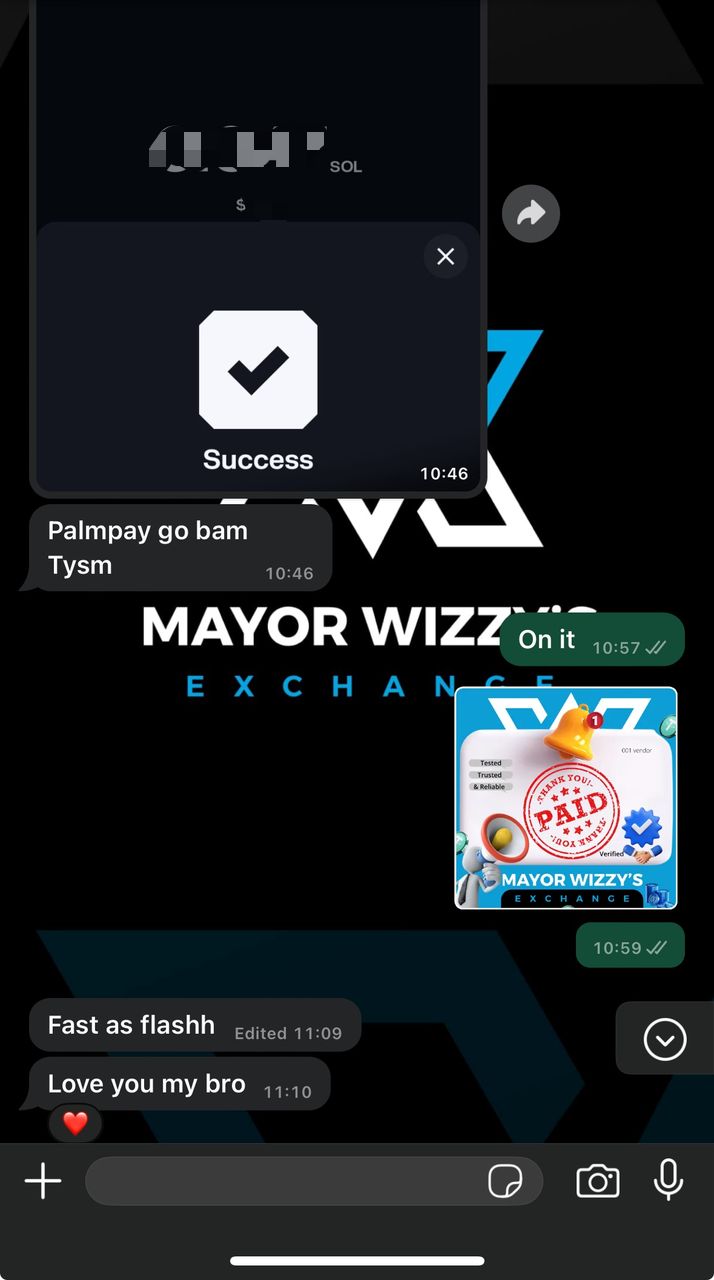 SOL
$
Success
10:46
Palmpay go bam
Tysm
10:46
MAYOR WIZZY'S
EXCHANGE
On it
10:57
1
001 vendor
Tested
Trusted
& Reliable
THANK YOU!
PAID
THANK YOU!
Verified
MAYOR WIZZY'S
EXCHANGE
10:59
Fast as flashh
Edited 11:09
Love you my bro
11:10